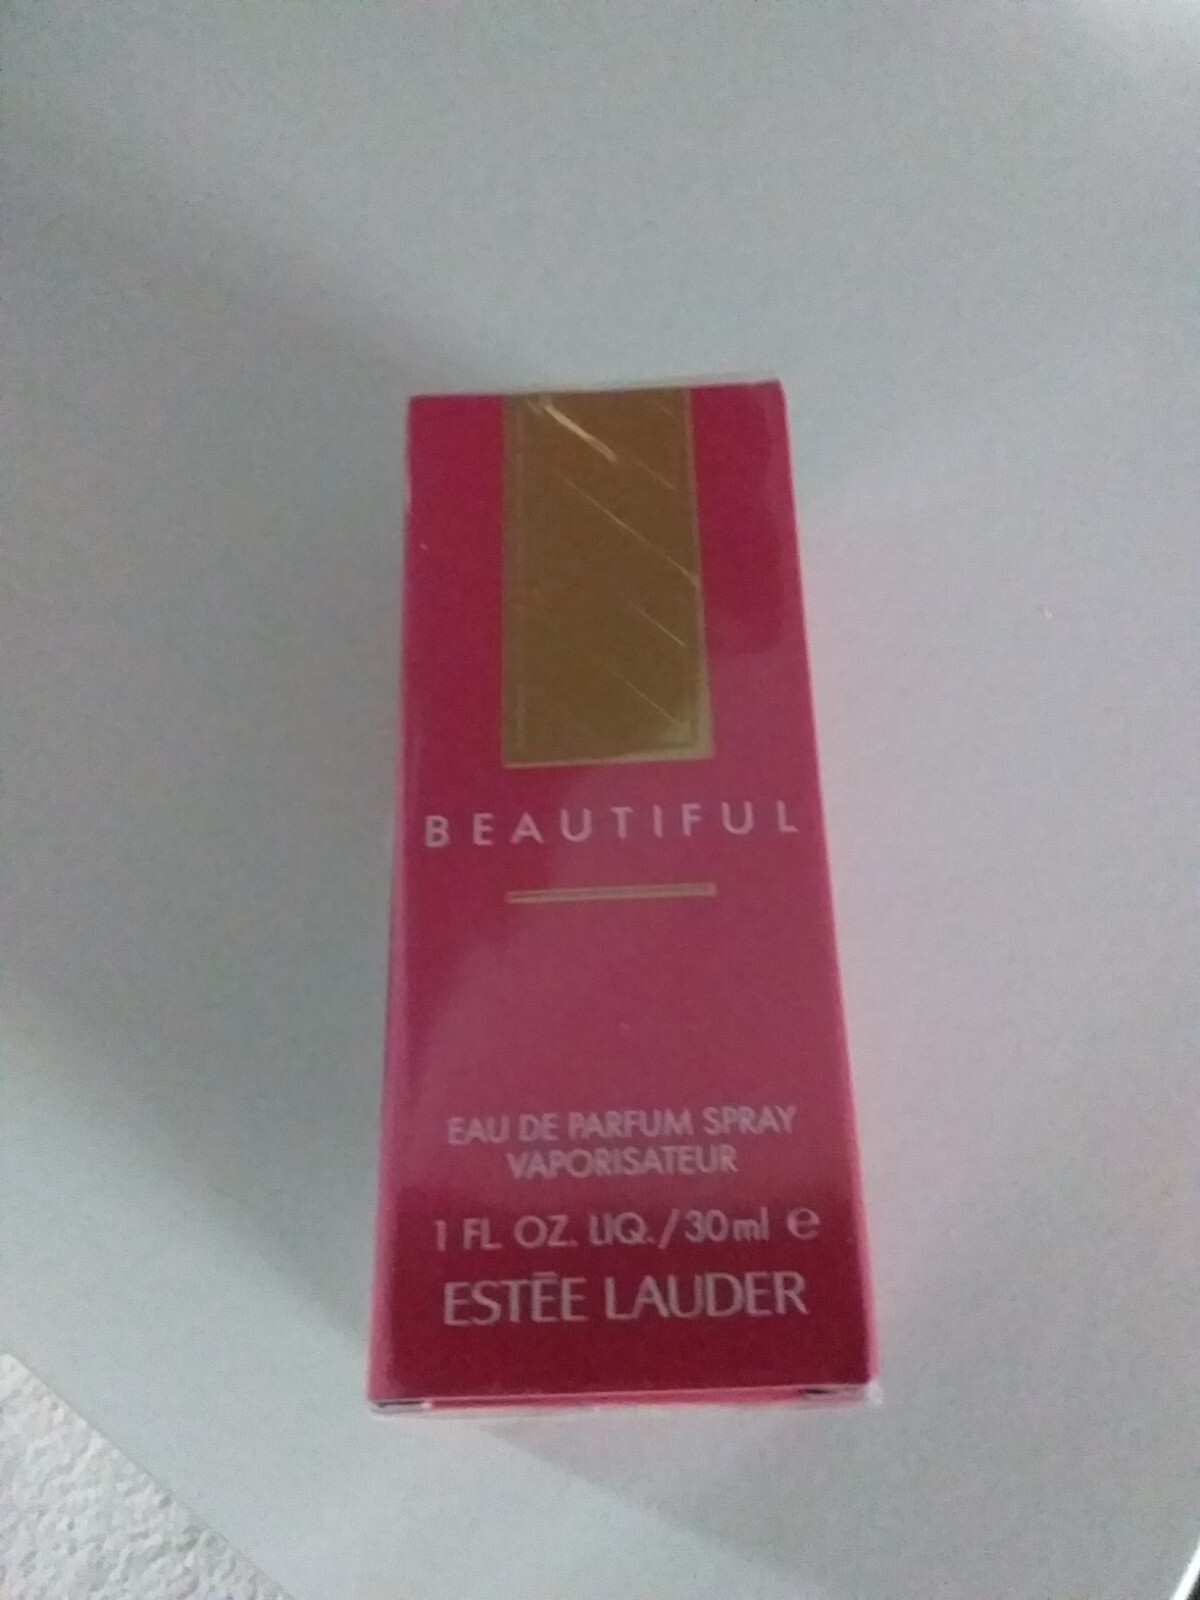 BEAUTIFUL
EAU DE PARFUM SPRAY
VAPORISATEUR
1 FL. OZ. LIQ./30ml ℮
ESTĒE LAUDER